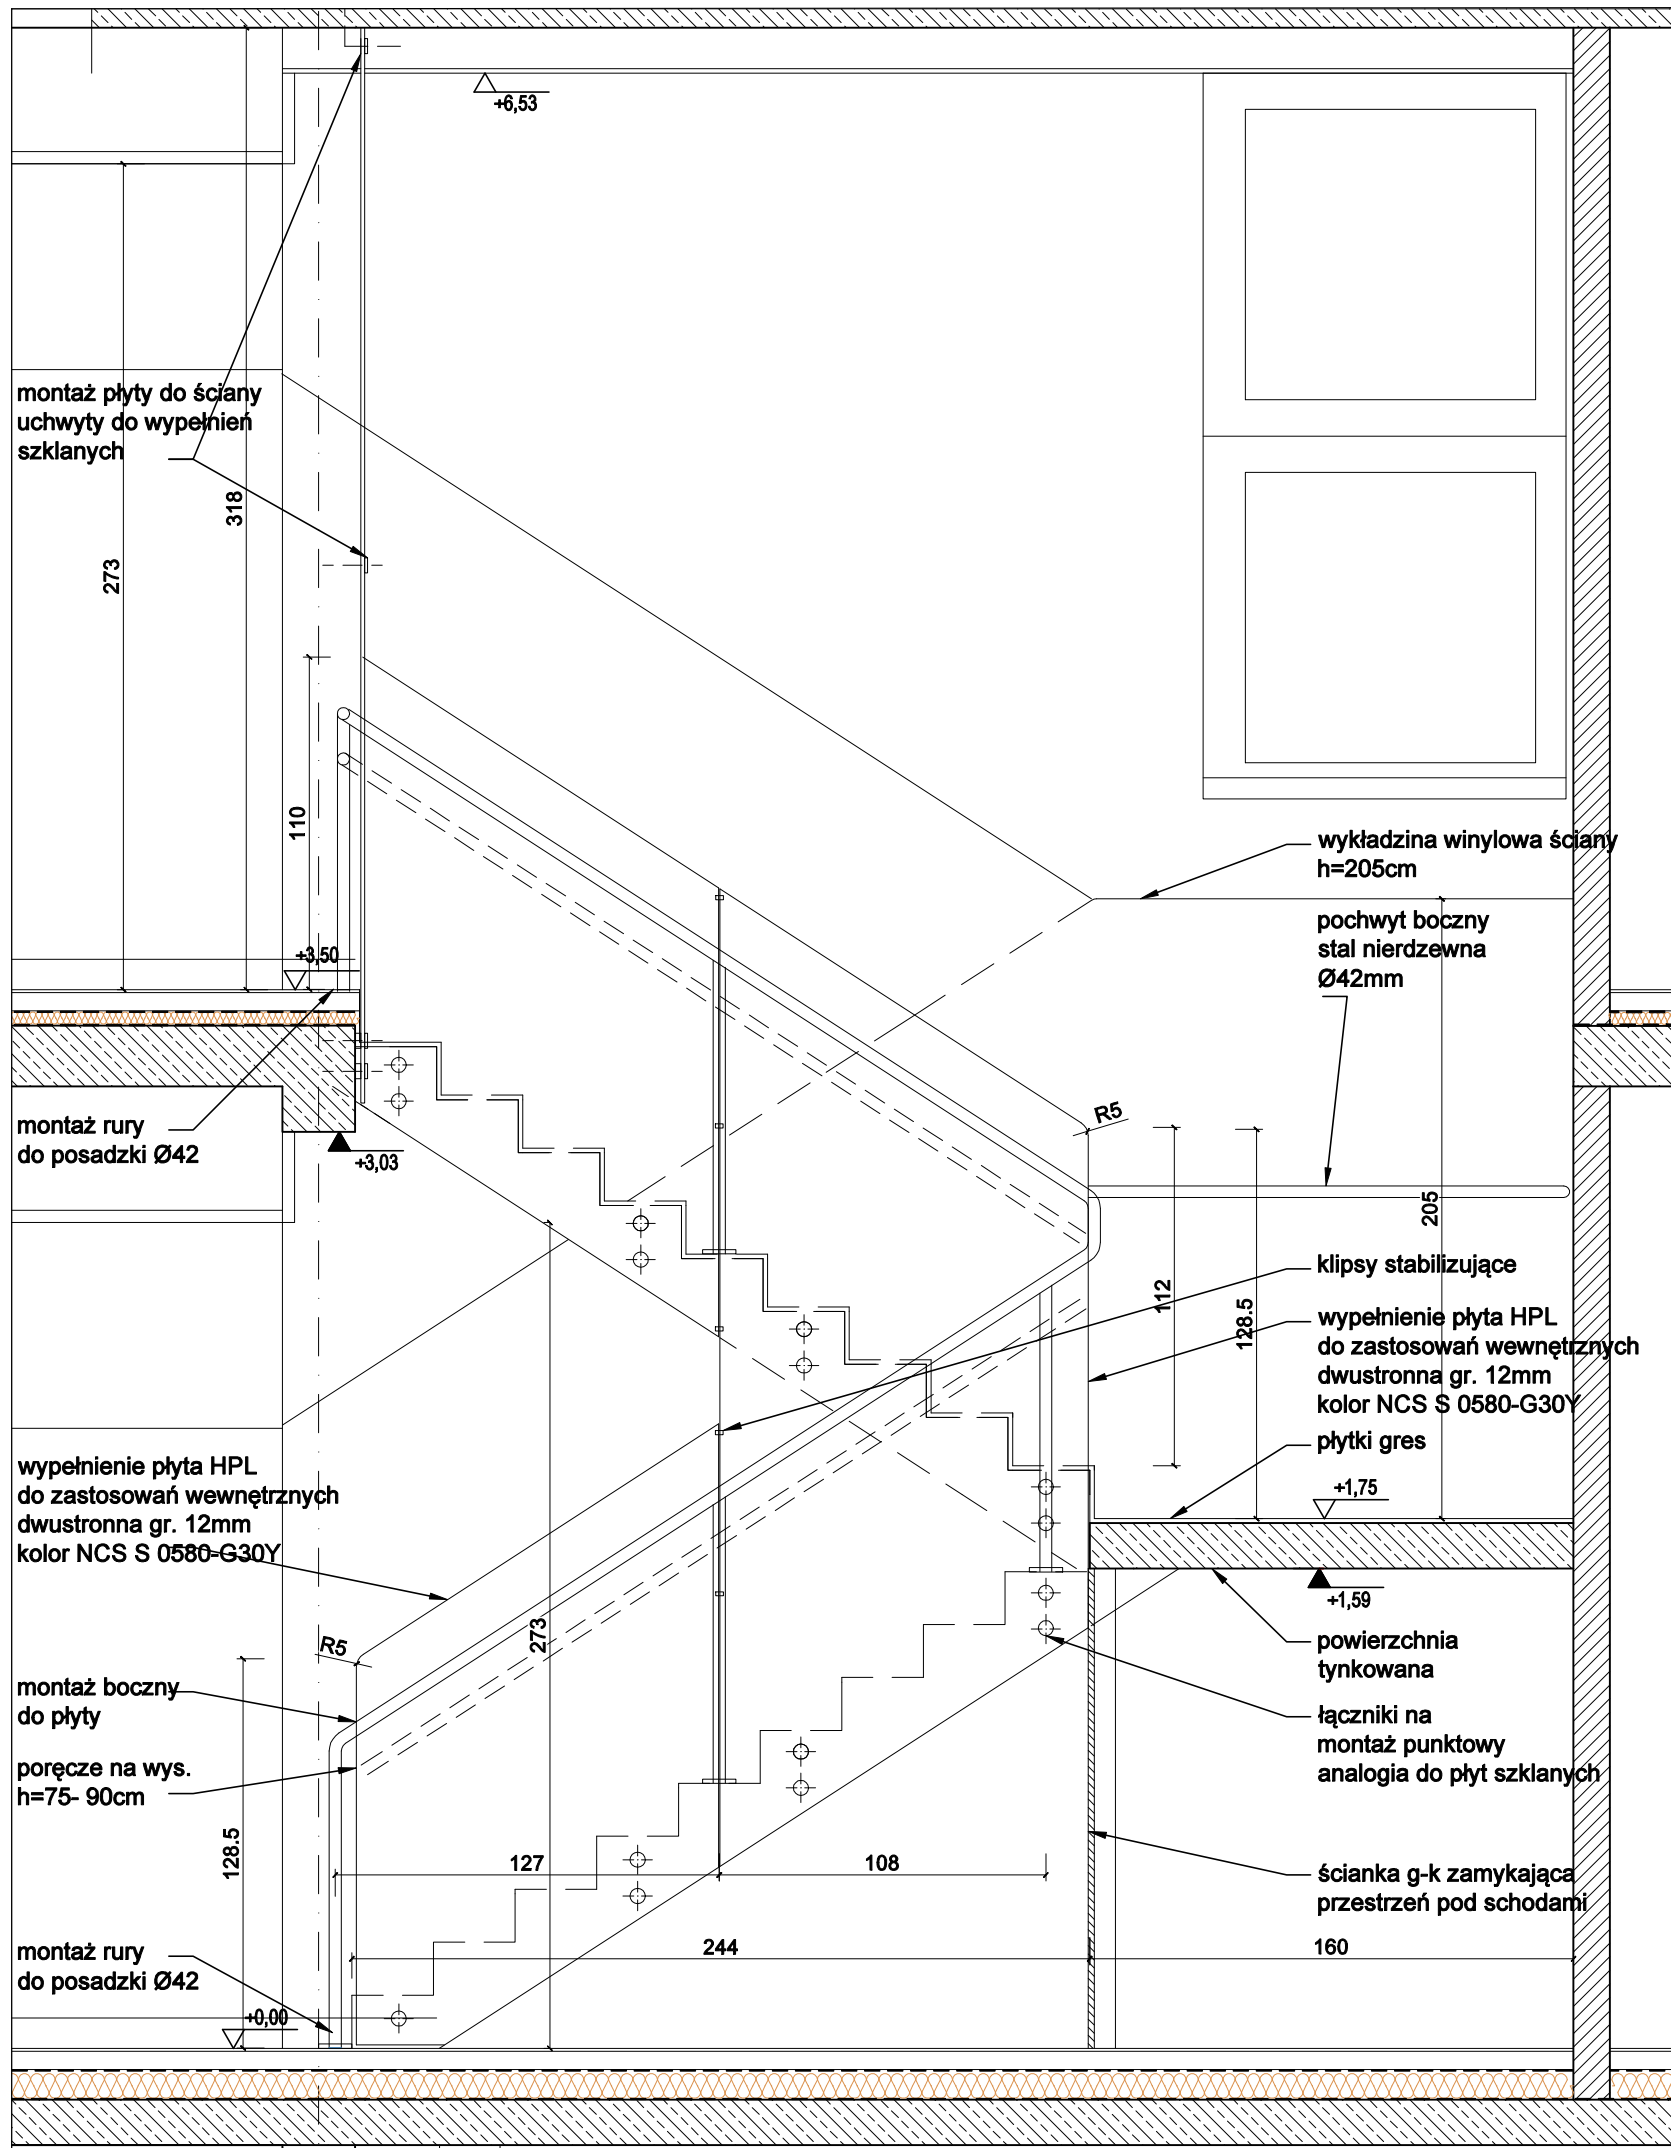 +6,53
montaż płyty do ściany
uchwyty do wypełnień
szklanych
318
273
110
wykładzina winylowa ściany
h=205cm
pochwyt boczny
stal nierdzewna
Ø42mm
+3,50
montaż rury
do posadzki Ø42
+3,03
R5
205
klipsy stabilizujące
112
128.5
wypełnienie płyta HPL
do zastosowań wewnętrznych
dwustronna gr. 12mm
kolor NCS S 0580-G30Y
płytki gres
wypełnienie płyta HPL
do zastosowań wewnętrznych
dwustronna gr. 12mm
kolor NCS S 0580-G30Y
+1,75
+1,59
273
R5
powierzchnia
tynkowana
montaż boczny
do płyty
łączniki na
montaż punktowy
analogia do płyt szklanych
poręcze na wys.
h=75- 90cm
128.5
127
108
ścianka g-k zamykająca
przestrzeń pod schodami
244
160
montaż rury
do posadzki Ø42
+0,00